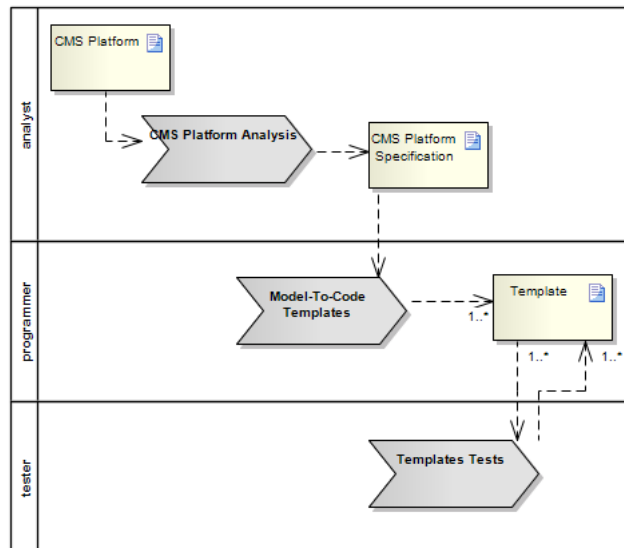 analyst
CMS Platform
CMS Platform Analysis
CMS Platform
Specification
programmer
Model-To-Code
Templates
Template
1..*
1..*
1..*
tester
Templates Tests